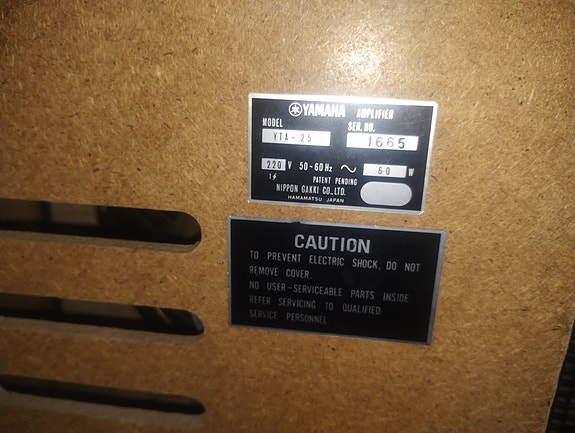 YAMAHA AMPLIFIER
MODEL SER. NO.
YTA-25 1665
220 V 50~60Hz ~ 60 W
1⚡
PATENT PENDING
NIPPON GAKKI CO.,LTD.
HAMAMATSU JAPAN
CAUTION
TO PREVENT ELECTRIC SHOCK, DO NOT
REMOVE COVER.
NO USER-SERVICEABLE PARTS INSIDE.
REFER SERVICING TO QUALIFIED
SERVICE PERSONNEL